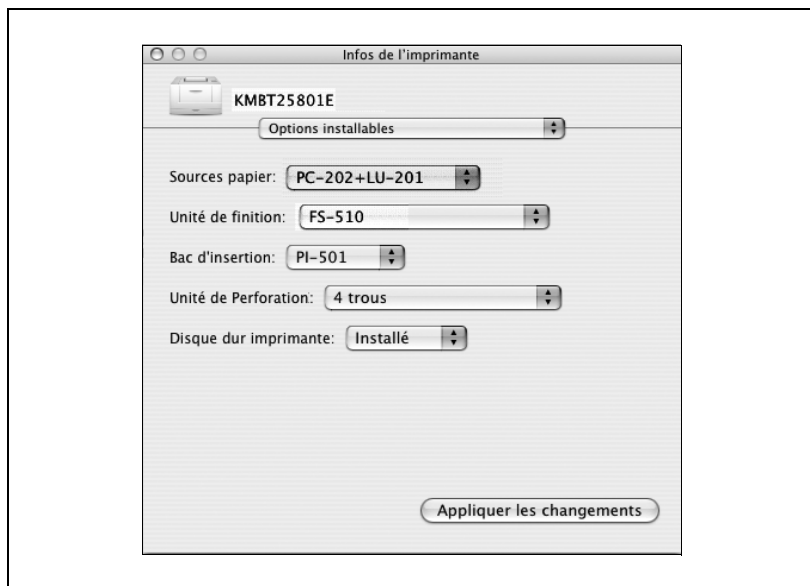 Infos de l'imprimante
KMBT25801E
Options installables
Sources papier: PC-202+LU-201
Unité de finition: FS-510
Bac d'insertion: PI-501
Unité de Perforation: 4 trous
Disque dur imprimante: Installé
Appliquer les changements